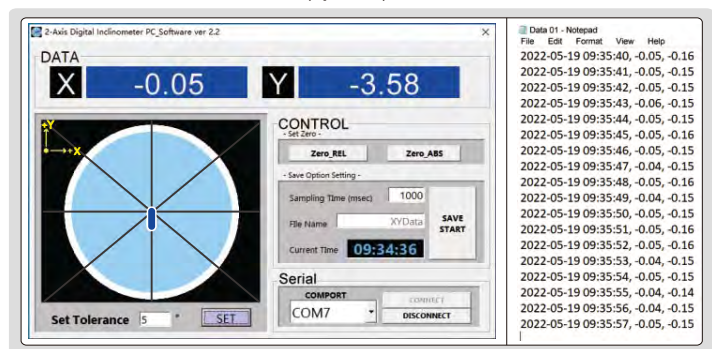 2-Axis Digital Inclinometer PC_Software ver 2.2
DATA
X -0.05 Y -3.58
+Y
+X
Set Tolerance 5 °
SET
CONTROL
- Set Zero -
Zero_REL Zero_ABS
- Save Option Setting -
Sampling Time (msec) 1000
File Name XYData
SAVE START
Current Time 09:34:36
Serial
COMPORT
COM7
CONNECT
DISCONNECT
Data 01 - Notepad
File Edit Format View Help
2022-05-19 09:35:40, -0.05, -0.16
2022-05-19 09:35:41, -0.05, -0.15
2022-05-19 09:35:42, -0.05, -0.15
2022-05-19 09:35:43, -0.06, -0.15
2022-05-19 09:35:44, -0.05, -0.15
2022-05-19 09:35:45, -0.05, -0.16
2022-05-19 09:35:46, -0.05, -0.15
2022-05-19 09:35:47, -0.04, -0.15
2022-05-19 09:35:48, -0.05, -0.16
2022-05-19 09:35:49, -0.04, -0.15
2022-05-19 09:35:50, -0.05, -0.15
2022-05-19 09:35:51, -0.05, -0.16
2022-05-19 09:35:52, -0.05, -0.16
2022-05-19 09:35:53, -0.04, -0.15
2022-05-19 09:35:54, -0.05, -0.15
2022-05-19 09:35:55, -0.04, -0.14
2022-05-19 09:35:56, -0.04, -0.15
2022-05-19 09:35:57, -0.05, -0.15